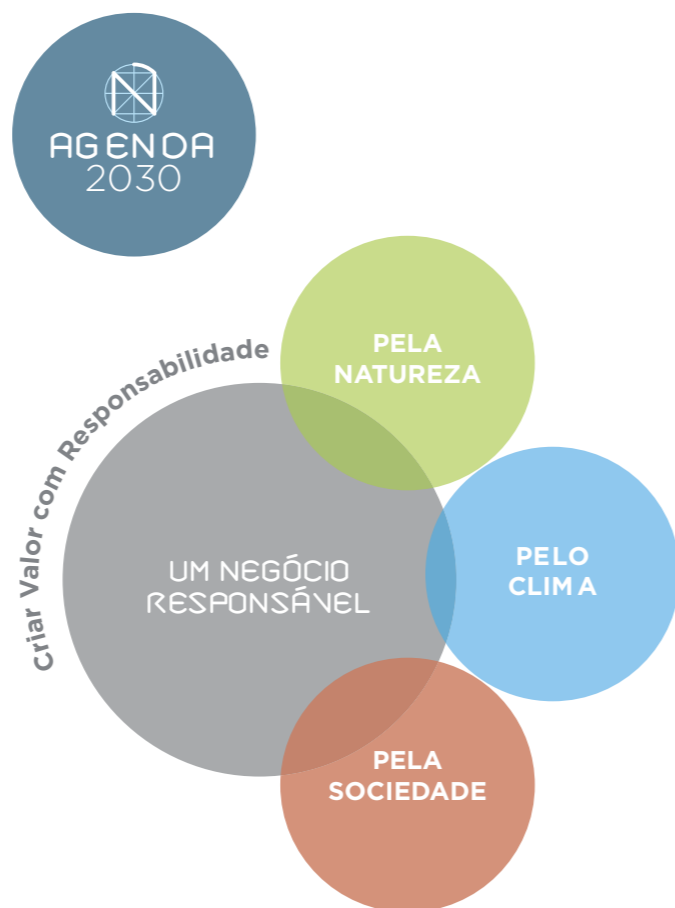 AGENDA
2030
PELA
NATUREZA
Criar Valor com Responsabilidade
UM NEGÓCIO
RESPONSÁVEL
PELO
CLIMA
PELA
SOCIEDADE